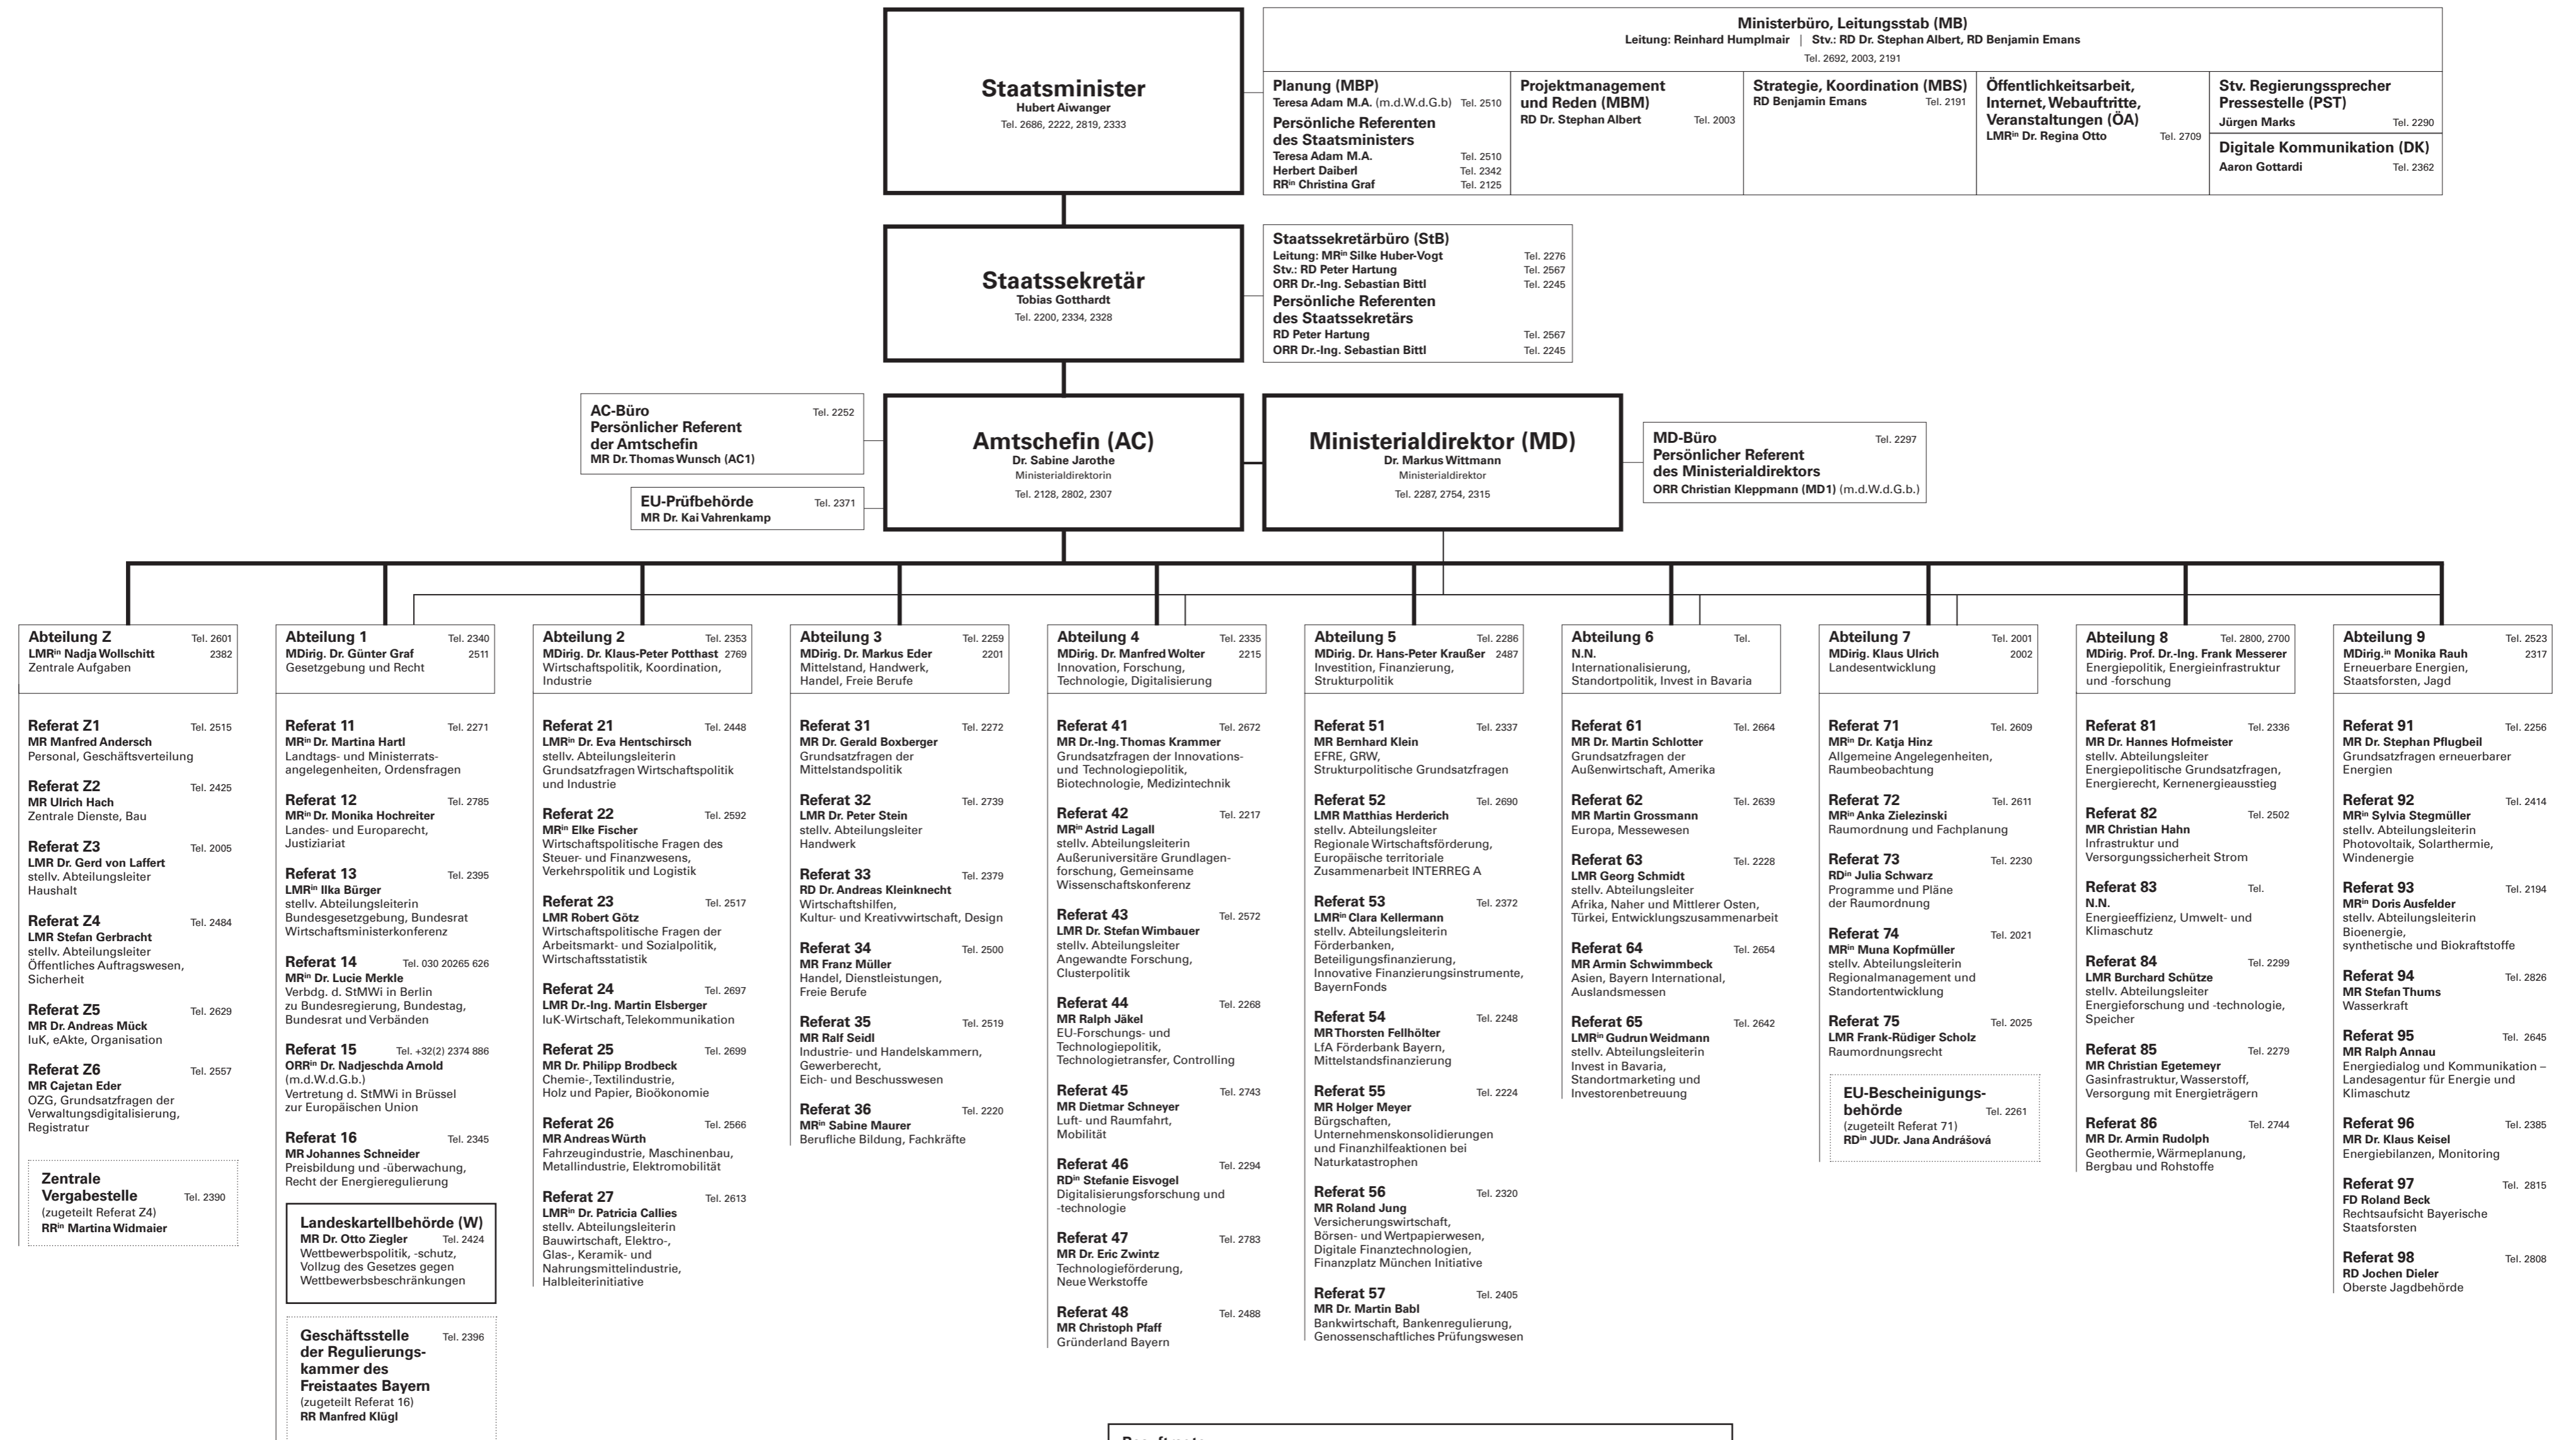 Staatsminister
Hubert Aiwanger
Tel. 2686, 2222, 2819, 2333
Ministerbüro, Leitungsstab (MB)
Leitung: Reinhard Humplmair | Stv.: RD Dr. Stephan Albert, RD Benjamin Emans
Tel. 2692, 2003, 2191
Planung (MBP)
Teresa Adam M.A. (m.d.W.d.G.b) Tel. 2510
Persönliche Referenten
des Staatsministers
Teresa Adam M.A. Tel. 2510
Herbert Daiberl Tel. 2342
RRin Christina Graf Tel. 2125
Projektmanagement
und Reden (MBM)
RD Dr. Stephan Albert Tel. 2003
Strategie, Koordination (MBS)
RD Benjamin Emans Tel. 2191
Öffentlichkeitsarbeit,
Internet, Webauftritte,
Veranstaltungen (ÖA)
LMRin Dr. Regina Otto Tel. 2709
Stv. Regierungssprecher
Pressestelle (PST)
Jürgen Marks Tel. 2290
Digitale Kommunikation (DK)
Aaron Gottardi Tel. 2362
Staatssekretär
Tobias Gotthardt
Tel. 2200, 2334, 2328
Staatssekretärbüro (StB)
Leitung: MRin Silke Huber-Vogt Tel. 2276
Stv.: RD Peter Hartung Tel. 2567
ORR Dr.-Ing. Sebastian Bittl Tel. 2245
Persönliche Referenten
des Staatssekretärs
RD Peter Hartung Tel. 2567
ORR Dr.-Ing. Sebastian Bittl Tel. 2245
AC-Büro Tel. 2252
Persönlicher Referent
der Amtschefin
MR Dr. Thomas Wunsch (AC1)
EU-Prüfbehörde Tel. 2371
MR Dr. Kai Vahrenkamp
Amtschefin (AC)
Dr. Sabine Jarothe
Ministerialdirektorin
Tel. 2128, 2802, 2307
Ministerialdirektor (MD)
Dr. Markus Wittmann
Ministerialdirektor
Tel. 2287, 2754, 2315
MD-Büro Tel. 2297
Persönlicher Referent
des Ministerialdirektors
ORR Christian Kleppmann (MD1) (m.d.W.d.G.b.)
Abteilung Z Tel. 2601
LMRin Nadja Wollschitt 2382
Zentrale Aufgaben
Referat Z1 Tel. 2515
MR Manfred Andersch
Personal, Geschäftsverteilung
Referat Z2 Tel. 2425
MR Ulrich Hach
Zentrale Dienste, Bau
Referat Z3 Tel. 2005
LMR Dr. Gerd von Laffert
stellv. Abteilungsleiter
Haushalt
Referat Z4 Tel. 2484
LMR Stefan Gerbracht
stellv. Abteilungsleiter
Öffentliches Auftragswesen,
Sicherheit
Referat Z5 Tel. 2629
MR Dr. Andreas Mück
IuK, eAkte, Organisation
Referat Z6 Tel. 2557
MR Cajetan Eder
OZG, Grundsatzfragen der
Verwaltungsdigitalisierung,
Registratur
Zentrale
Vergabestelle Tel. 2390
(zugeteilt Referat Z4)
RRin Martina Widmaier
Abteilung 1 Tel. 2340
MDirig. Dr. Günter Graf 2511
Gesetzgebung und Recht
Referat 11 Tel. 2271
MRin Dr. Martina Hartl
Landtags- und Ministerrats-
angelegenheiten, Ordensfragen
Referat 12 Tel. 2785
MRin Dr. Monika Hochreiter
Landes- und Europarecht,
Justiziariat
Referat 13 Tel. 2395
LMRin Ilka Bürger
stellv. Abteilungsleiterin
Bundesgesetzgebung, Bundesrat
Wirtschaftsministerkonferenz
Referat 14 Tel. 030 20265 626
MRin Dr. Lucie Merkle
Verbdg. d. StMWi in Berlin
zu Bundesregierung, Bundestag,
Bundesrat und Verbänden
Referat 15 Tel. +32(2) 2374 886
ORRin Dr. Nadjeschda Arnold
(m.d.W.d.G.b.)
Vertretung d. StMWi in Brüssel
zur Europäischen Union
Referat 16 Tel. 2345
MR Johannes Schneider
Preisbildung und -überwachung,
Recht der Energieregulierung
Landeskartellbehörde (W)
MR Dr. Otto Ziegler Tel. 2424
Wettbewerbspolitik, -schutz,
Vollzug des Gesetzes gegen
Wettbewerbsbeschränkungen
Geschäftsstelle Tel. 2396
der Regulierungs-
kammer des
Freistaates Bayern
(zugeteilt Referat 16)
RR Manfred Klügl
Abteilung 2 Tel. 2353
MDirig. Dr. Klaus-Peter Potthast 2769
Wirtschaftspolitik, Koordination,
Industrie
Referat 21 Tel. 2448
LMRin Dr. Eva Hentschirsch
stellv. Abteilungsleiterin
Grundsatzfragen Wirtschaftspolitik
und Industrie
Referat 22 Tel. 2592
MRin Elke Fischer
Wirtschaftspolitische Fragen des
Steuer- und Finanzwesens,
Verkehrspolitik und Logistik
Referat 23 Tel. 2517
LMR Robert Götz
Wirtschaftspolitische Fragen der
Arbeitsmarkt- und Sozialpolitik,
Wirtschaftsstatistik
Referat 24 Tel. 2697
LMR Dr.-Ing. Martin Elsberger
IuK-Wirtschaft, Telekommunikation
Referat 25 Tel. 2699
MR Dr. Philipp Brodbeck
Chemie-, Textilindustrie,
Holz und Papier, Bioökonomie
Referat 26 Tel. 2566
MR Andreas Würth
Fahrzeugindustrie, Maschinenbau,
Metallindustrie, Elektromobilität
Referat 27 Tel. 2613
LMRin Dr. Patricia Callies
stellv. Abteilungsleiterin
Bauwirtschaft, Elektro-,
Glas-, Keramik- und
Nahrungsmittelindustrie,
Halbleiterinitiative
Abteilung 3 Tel. 2259
MDirig. Dr. Markus Eder 2201
Mittelstand, Handwerk,
Handel, Freie Berufe
Referat 31 Tel. 2272
MR Dr. Gerald Boxberger
Grundsatzfragen der
Mittelstandspolitik
Referat 32 Tel. 2739
LMR Dr. Peter Stein
stellv. Abteilungsleiter
Handwerk
Referat 33 Tel. 2379
RD Dr. Andreas Kleinknecht
Wirtschaftshilfen,
Kultur- und Kreativwirtschaft, Design
Referat 34 Tel. 2500
MR Franz Müller
Handel, Dienstleistungen,
Freie Berufe
Referat 35 Tel. 2519
MR Ralf Seidl
Industrie- und Handelskammern,
Gewerberecht,
Eich- und Beschusswesen
Referat 36 Tel. 2220
MRin Sabine Maurer
Berufliche Bildung, Fachkräfte
Abteilung 4 Tel. 2335
MDirig. Dr. Manfred Wolter 2215
Innovation, Forschung,
Technologie, Digitalisierung
Referat 41 Tel. 2672
MR Dr.-Ing. Thomas Krammer
Grundsatzfragen der Innovations-
und Technologiepolitik,
Biotechnologie, Medizintechnik
Referat 42 Tel. 2217
MRin Astrid Lagall
stellv. Abteilungsleiterin
Außeruniversitäre Grundlagen-
forschung, Gemeinsame
Wissenschaftskonferenz
Referat 43 Tel. 2572
LMR Dr. Stefan Wimbauer
stellv. Abteilungsleiter
Angewandte Forschung,
Clusterpolitik
Referat 44 Tel. 2268
MR Ralph Jäkel
EU-Forschungs- und
Technologiepolitik,
Technologietransfer, Controlling
Referat 45 Tel. 2743
MR Dietmar Schneyer
Luft- und Raumfahrt,
Mobilität
Referat 46 Tel. 2294
RDin Stefanie Eisvogel
Digitalisierungsforschung und
-technologie
Referat 47 Tel. 2783
MR Dr. Eric Zwintz
Technologieförderung,
Neue Werkstoffe
Referat 48 Tel. 2488
MR Christoph Pfaff
Gründerland Bayern
Abteilung 5 Tel. 2286
MDirig. Dr. Hans-Peter Kraußer 2487
Investition, Finanzierung,
Strukturpolitik
Referat 51 Tel. 2337
MR Bernhard Klein
EFRE, GRW,
Strukturpolitische Grundsatzfragen
Referat 52 Tel. 2690
LMR Matthias Herderich
stellv. Abteilungsleiter
Regionale Wirtschaftsförderung,
Europäische territoriale
Zusammenarbeit INTERREG A
Referat 53 Tel. 2372
LMRin Clara Kellermann
stellv. Abteilungsleiterin
Förderbanken,
Beteiligungsfinanzierung,
Innovative Finanzierungsinstrumente,
BayernFonds
Referat 54 Tel. 2248
MR Thorsten Fellhölter
LfA Förderbank Bayern,
Mittelstandsfinanzierung
Referat 55 Tel. 2224
MR Holger Meyer
Bürgschaften,
Unternehmenskonsolidierungen
und Finanzhilfeaktionen bei
Naturkatastrophen
Referat 56 Tel. 2320
MR Roland Jung
Versicherungswirtschaft,
Börsen- und Wertpapierwesen,
Digitale Finanztechnologien,
Finanzplatz München Initiative
Referat 57 Tel. 2405
MR Dr. Martin Babl
Bankwirtschaft, Bankenregulierung,
Genossenschaftliches Prüfungswesen
Abteilung 6 Tel.
N.N.
Internationalisierung,
Standortpolitik, Invest in Bavaria
Referat 61 Tel. 2664
MR Dr. Martin Schlotter
Grundsatzfragen der
Außenwirtschaft, Amerika
Referat 62 Tel. 2639
MR Martin Grossmann
Europa, Messewesen
Referat 63 Tel. 2228
LMR Georg Schmidt
stellv. Abteilungsleiter
Afrika, Naher und Mittlerer Osten,
Türkei, Entwicklungszusammenarbeit
Referat 64 Tel. 2654
MR Armin Schwimmbeck
Asien, Bayern International,
Auslandsmessen
Referat 65 Tel. 2642
LMRin Gudrun Weidmann
stellv. Abteilungsleiterin
Invest in Bavaria,
Standortmarketing und
Investorenbetreuung
Abteilung 7 Tel. 2001
MDirig. Klaus Ulrich 2002
Landesentwicklung
Referat 71 Tel. 2609
MRin Dr. Katja Hinz
Allgemeine Angelegenheiten,
Raumbeobachtung
Referat 72 Tel. 2611
MRin Anka Zielezinski
Raumordnung und Fachplanung
Referat 73 Tel. 2230
RDin Julia Schwarz
Programme und Pläne
der Raumordnung
Referat 74 Tel. 2021
MRin Muna Kopfmüller
stellv. Abteilungsleiterin
Regionalmanagement und
Standortentwicklung
Referat 75 Tel. 2025
LMR Frank-Rüdiger Scholz
Raumordnungsrecht
EU-Bescheinigungs-
behörde Tel. 2261
(zugeteilt Referat 71)
RDin JUDr. Jana Andrášová
Abteilung 8 Tel. 2800, 2700
MDirig. Prof. Dr.-Ing. Frank Messerer
Energiepolitik, Energieinfrastruktur
und -forschung
Referat 81 Tel. 2336
MR Dr. Hannes Hofmeister
stellv. Abteilungsleiter
Energiepolitische Grundsatzfragen,
Energierecht, Kernenergieausstieg
Referat 82 Tel. 2502
MR Christian Hahn
Infrastruktur und
Versorgungssicherheit Strom
Referat 83 Tel.
N.N.
Energieeffizienz, Umwelt- und
Klimaschutz
Referat 84 Tel. 2299
LMR Burchard Schütze
stellv. Abteilungsleiter
Energieforschung und -technologie,
Speicher
Referat 85 Tel. 2279
MR Christian Egetemeyr
Gasinfrastruktur, Wasserstoff,
Versorgung mit Energieträgern
Referat 86 Tel. 2744
MR Dr. Armin Rudolph
Geothermie, Wärmeplanung,
Bergbau und Rohstoffe
Abteilung 9 Tel. 2523
MDirig.in Monika Rauh 2317
Erneuerbare Energien,
Staatsforsten, Jagd
Referat 91 Tel. 2256
MR Dr. Stephan Pflugbeil
Grundsatzfragen erneuerbarer
Energien
Referat 92 Tel. 2414
MRin Sylvia Stegmüller
stellv. Abteilungsleiterin
Photovoltaik, Solarthermie,
Windenergie
Referat 93 Tel. 2194
MRin Doris Ausfelder
stellv. Abteilungsleiterin
Bioenergie,
synthetische und Biokraftstoffe
Referat 94 Tel. 2826
MR Stefan Thums
Wasserkraft
Referat 95 Tel. 2645
MR Ralph Annau
Energiedialog und Kommunikation –
Landesagentur für Energie und
Klimaschutz
Referat 96 Tel. 2385
MR Dr. Klaus Keisel
Energiebilanzen, Monitoring
Referat 97 Tel. 2815
FD Roland Beck
Rechtsaufsicht Bayerische
Staatsforsten
Referat 98 Tel. 2808
RD Jochen Dieler
Oberste Jagdbehörde